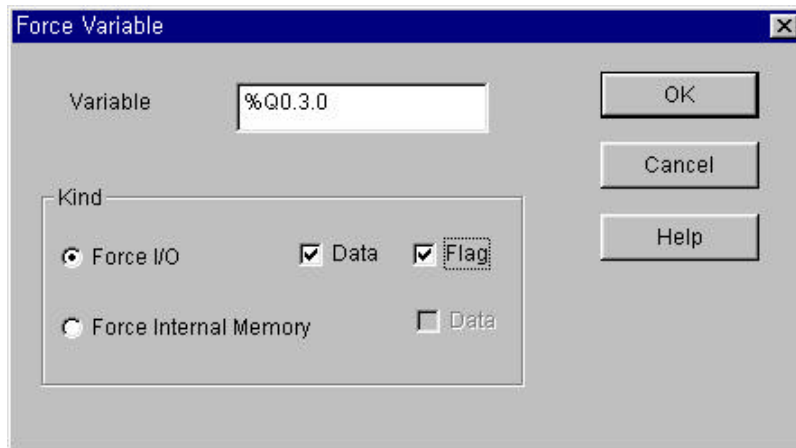 Force Variable
Variable %Q0.3.0 OK
Cancel
Kind
Help
Force I/O Data Flag
Force Internal Memory Data